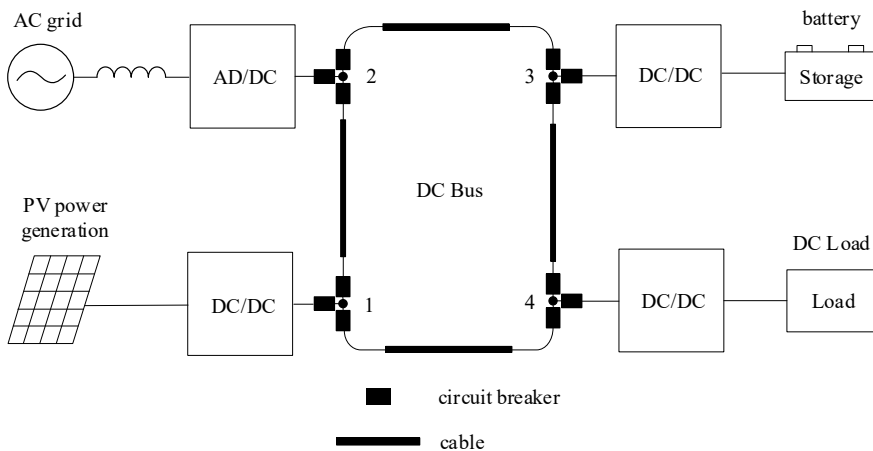 AC grid
battery
AD/DC
2
3
DC/DC
Storage
DC Bus
PV power
generation
DC Load
DC/DC
1
4
DC/DC
Load
circuit breaker
cable